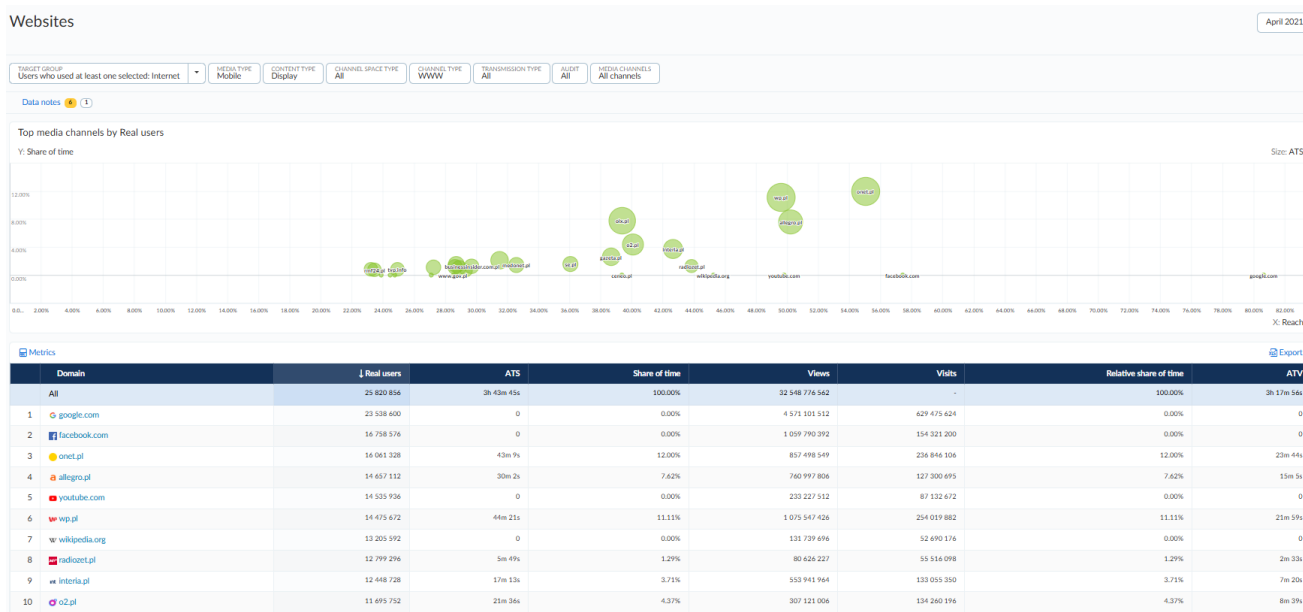 Websites
April 2021
TARGET GROUP
Users who used at least one selected: Internet
MEDIA TYPE
Mobile
CONTENT TYPE
Display
CHANNEL SPACE TYPE
All
CHANNEL TYPE
WWW
TRANSMISSION TYPE
All
AUDIT
All
MEDIA CHANNELS
All channels
Data notes 6 1
Top media channels by Real users
Y: Share of time
Size: ATS
12.00%
8.00%
4.00%
0.00%
onet.pl
wp.pl
allegro.pl
olx.pl
o2.pl
interia.pl
gazeta.pl
se.pl
radiozet.pl
medonet.pl
businessinsider.com.pl
tvp.info
www.gov.pl
ceneo.pl
wikipedia.org
youtube.com
facebook.com
google.com
0.0... 2.00% 4.00% 6.00% 8.00% 10.00% 12.00% 14.00% 16.00% 18.00% 20.00% 22.00% 24.00% 26.00% 28.00% 30.00% 32.00% 34.00% 36.00% 38.00% 40.00% 42.00% 44.00% 46.00% 48.00% 50.00% 52.00% 54.00% 56.00% 58.00% 60.00% 62.00% 64.00% 66.00% 68.00% 70.00% 72.00% 74.00% 76.00% 78.00% 80.00% 82.00%
X: Reach
Metrics
Export
Domain ↓ Real users ATS Share of time Views Visits Relative share of time ATV
All 25 820 856 3h 43m 45s 100.00% 32 548 776 562 - 100.00% 3h 17m 56s
1 google.com 23 538 600 0 0.00% 4 571 101 512 629 475 624 0.00% 0
2 facebook.com 16 758 576 0 0.00% 1 059 790 392 154 321 200 0.00% 0
3 onet.pl 16 061 328 43m 9s 12.00% 857 498 549 236 846 106 12.00% 23m 44s
4 allegro.pl 14 657 112 30m 2s 7.62% 760 997 806 127 300 695 7.62% 15m 5s
5 youtube.com 14 535 936 0 0.00% 233 227 512 87 132 672 0.00% 0
6 wp.pl 14 475 672 44m 21s 11.11% 1 075 547 426 254 019 882 11.11% 21m 59s
7 wikipedia.org 13 205 592 0 0.00% 131 739 696 52 690 176 0.00% 0
8 radiozet.pl 12 799 296 5m 49s 1.29% 80 626 227 55 516 098 1.29% 2m 33s
9 interia.pl 12 448 728 17m 13s 3.71% 553 941 964 133 055 350 3.71% 7m 20s
10 o2.pl 11 695 752 21m 36s 4.37% 307 121 006 134 260 196 4.37% 8m 39s